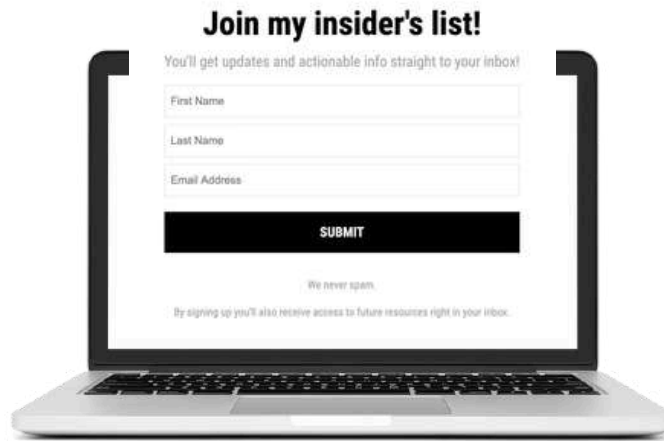 Join my insider's list!
You'll get updates and actionable info straight to your inbox!
First Name
Last Name
Email Address
SUBMIT
We never spam.
By signing up you'll also receive access to future resources right in your inbox.